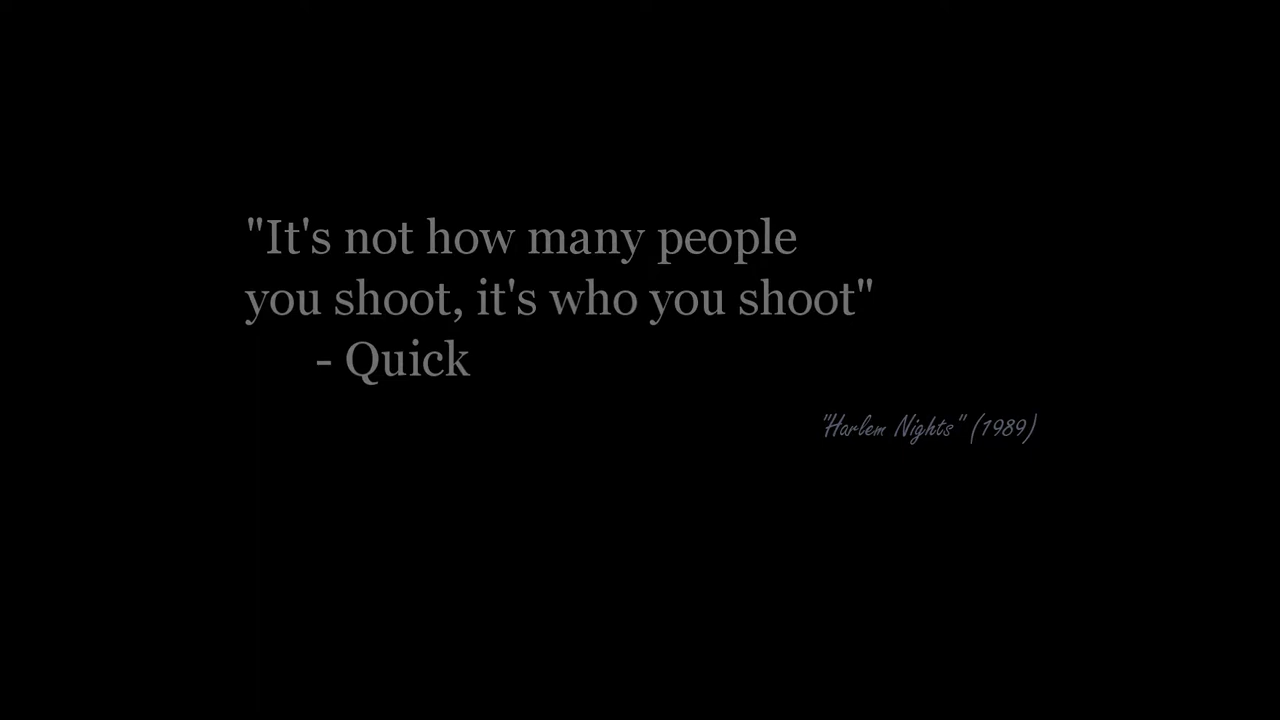 "It's not how many people
you shoot, it's who you shoot"
- Quick
"Harlem Nights" (1989)